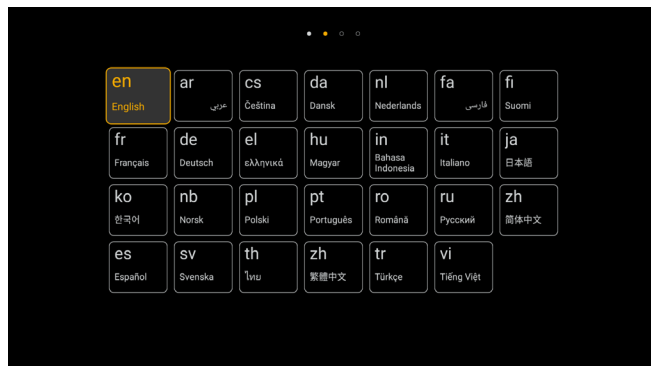 en
English
ar
عربي
cs
Čeština
da
Dansk
nl
Nederlands
fa
فارسی
fi
Suomi
fr
Français
de
Deutsch
el
ελληνικά
hu
Magyar
in
Bahasa
Indonesia
it
Italiano
ja
日本語
ko
한국어
nb
Norsk
pl
Polski
pt
Português
ro
Română
ru
Русский
zh
简体中文
es
Español
sv
Svenska
th
ไทย
zh
繁體中文
tr
Türkçe
vi
Tiếng Việt